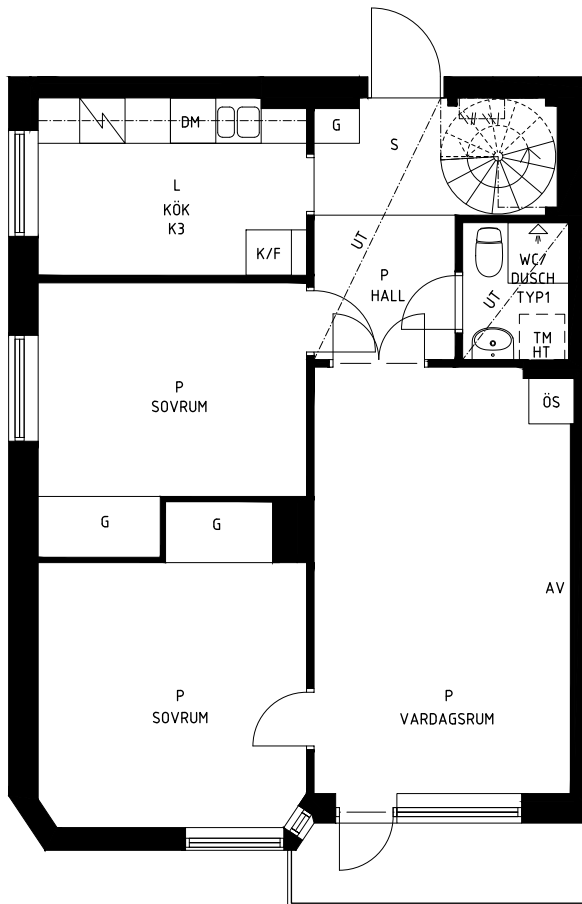 DM
G
S
L
KÖK
K3
K/F
UT
P
HALL
WC/
DUSCH
TYP1
UT
TM
HT
P
SOVRUM
ÖS
G
G
AV
P
SOVRUM
P
VARDAGSRUM